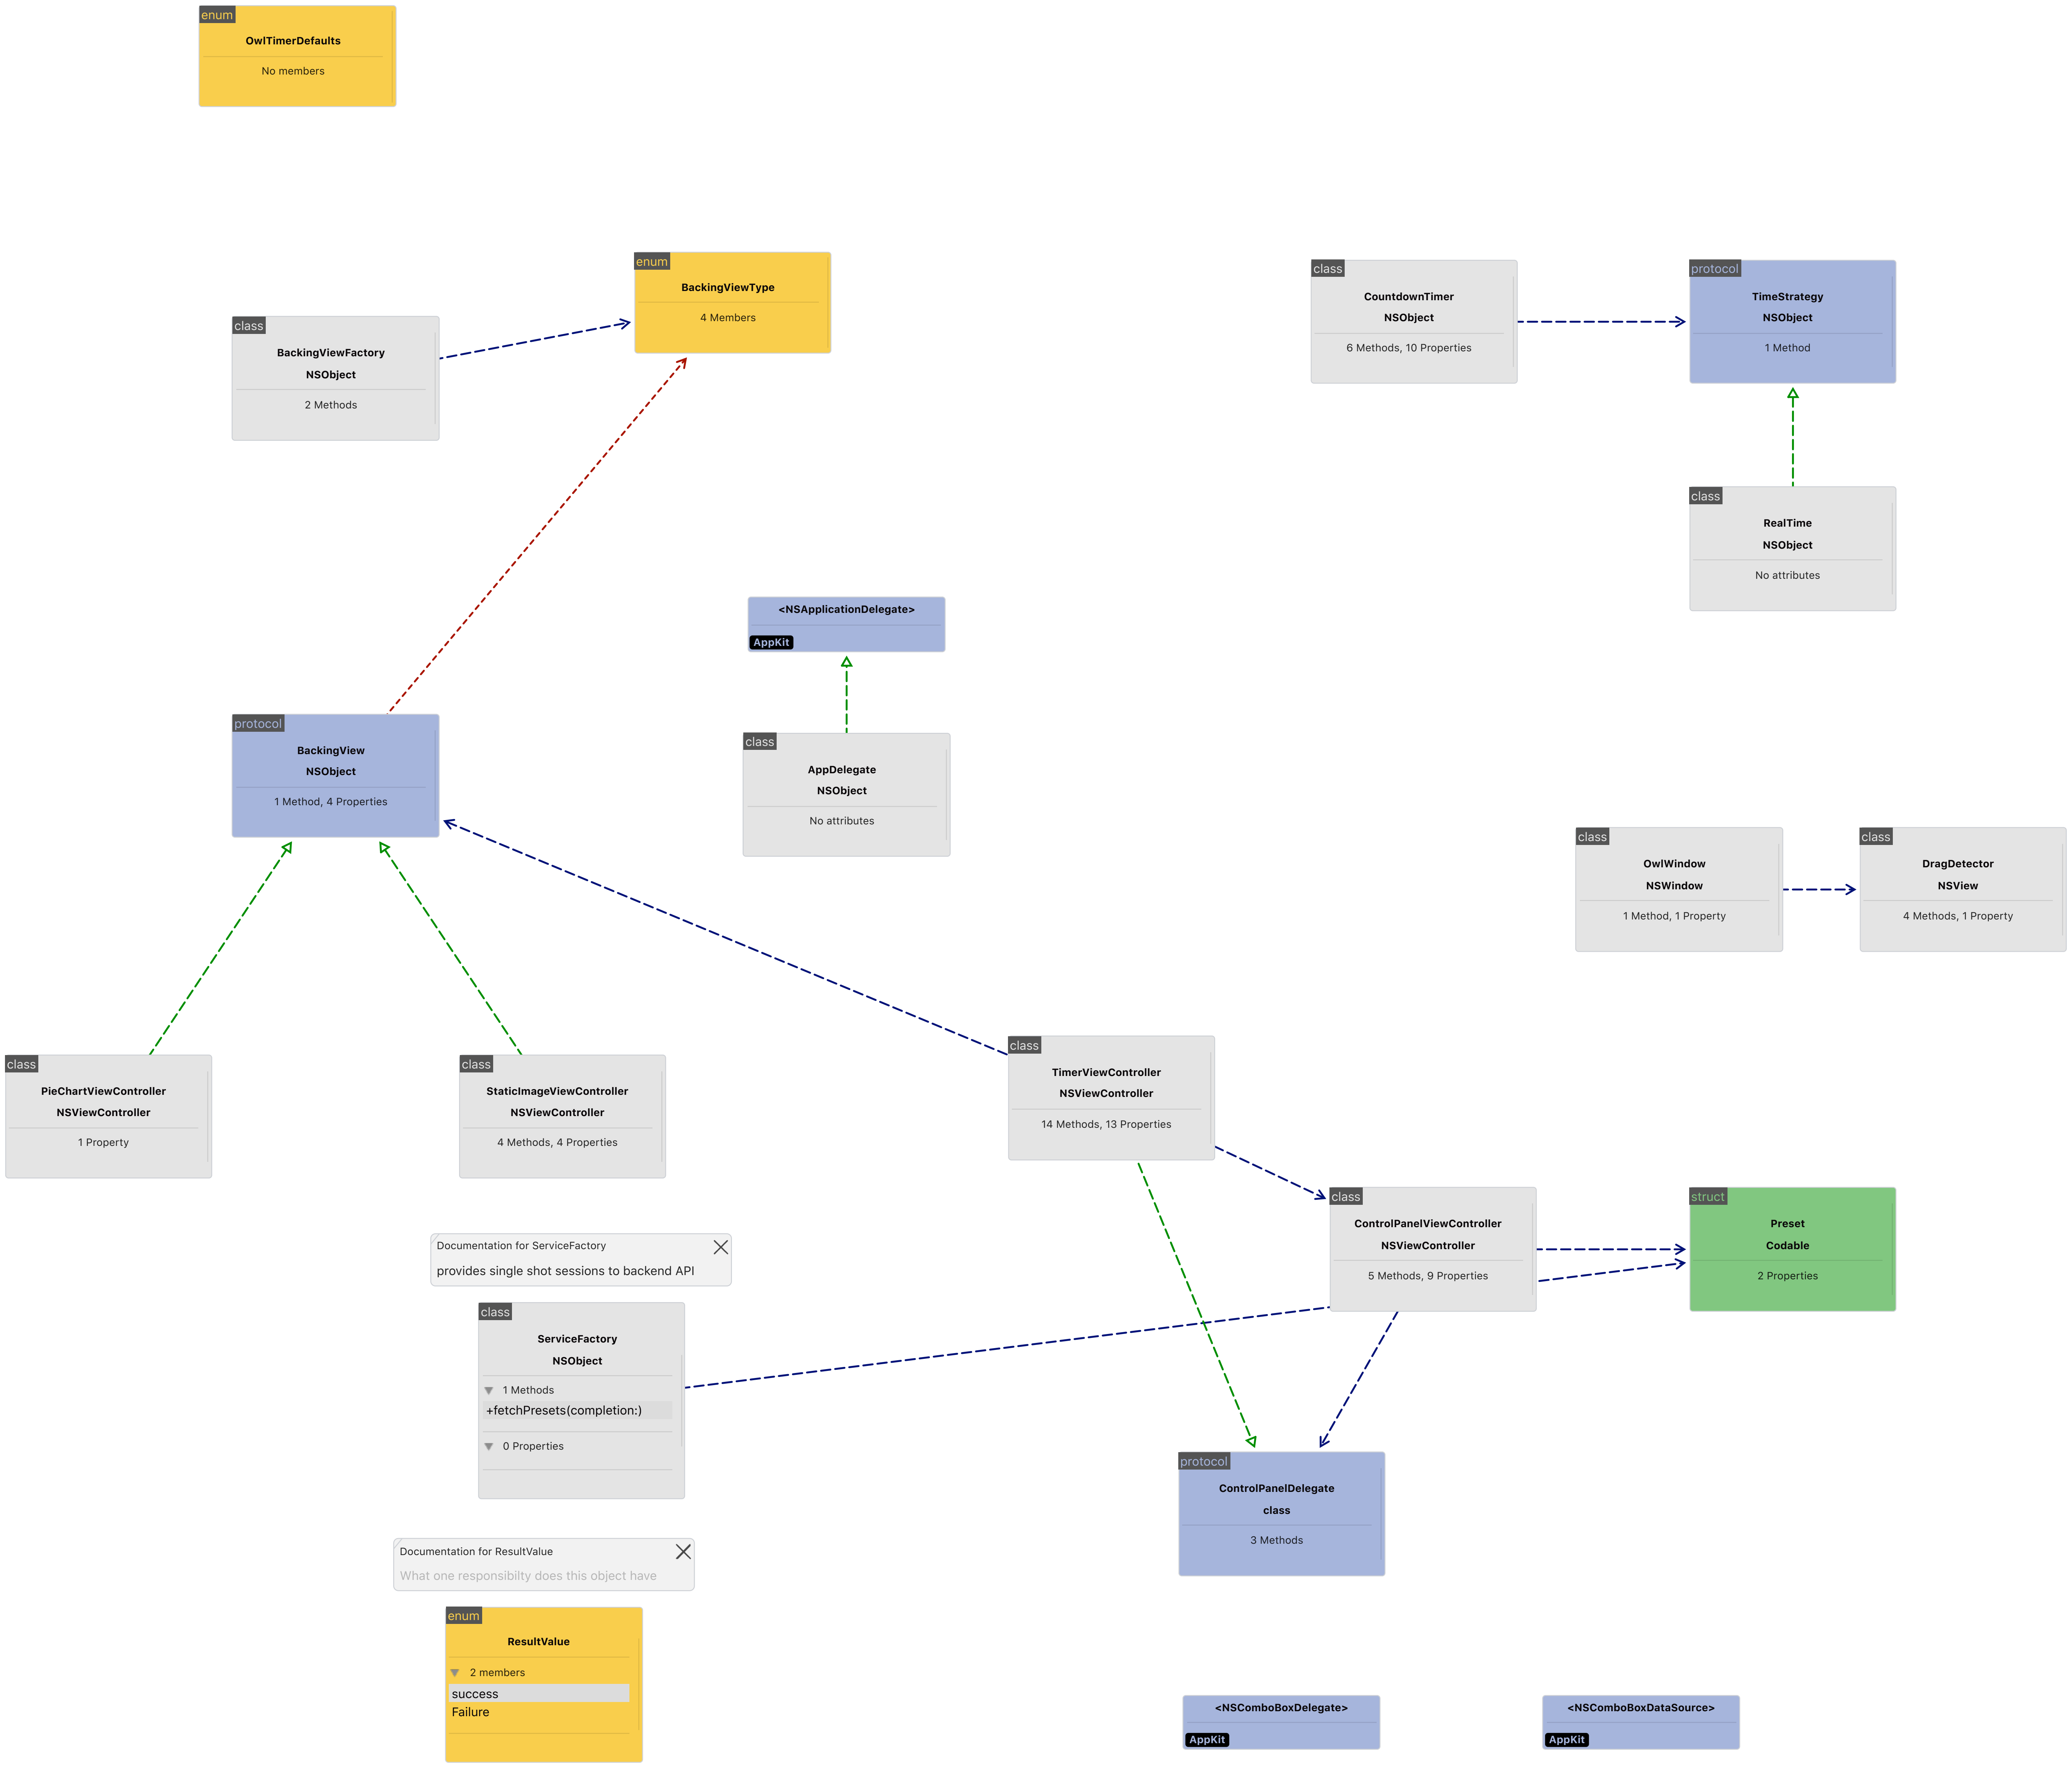 enum
OwlTimerDefaults
No members
enum
BackingViewType
4 Members
class
CountdownTimer
NSObject
6 Methods, 10 Properties
protocol
TimeStrategy
NSObject
1 Method
class
BackingViewFactory
NSObject
2 Methods
class
RealTime
NSObject
No attributes
<NSApplicationDelegate>
AppKit
protocol
BackingView
NSObject
1 Method, 4 Properties
class
AppDelegate
NSObject
No attributes
class
OwlWindow
NSWindow
1 Method, 1 Property
class
DragDetector
NSView
4 Methods, 1 Property
class
PieChartViewController
NSViewController
1 Property
class
StaticImageViewController
NSViewController
4 Methods, 4 Properties
class
TimerViewController
NSViewController
14 Methods, 13 Properties
class
ControlPanelViewController
NSViewController
5 Methods, 9 Properties
struct
Preset
Codable
2 Properties
Documentation for ServiceFactory
provides single shot sessions to backend API
class
ServiceFactory
NSObject
1 Methods
+fetchPresets(completion:)
0 Properties
protocol
ControlPanelDelegate
class
3 Methods
Documentation for ResultValue
What one responsibilty does this object have
enum
ResultValue
2 members
success
Failure
<NSComboBoxDelegate>
AppKit
<NSComboBoxDataSource>
AppKit